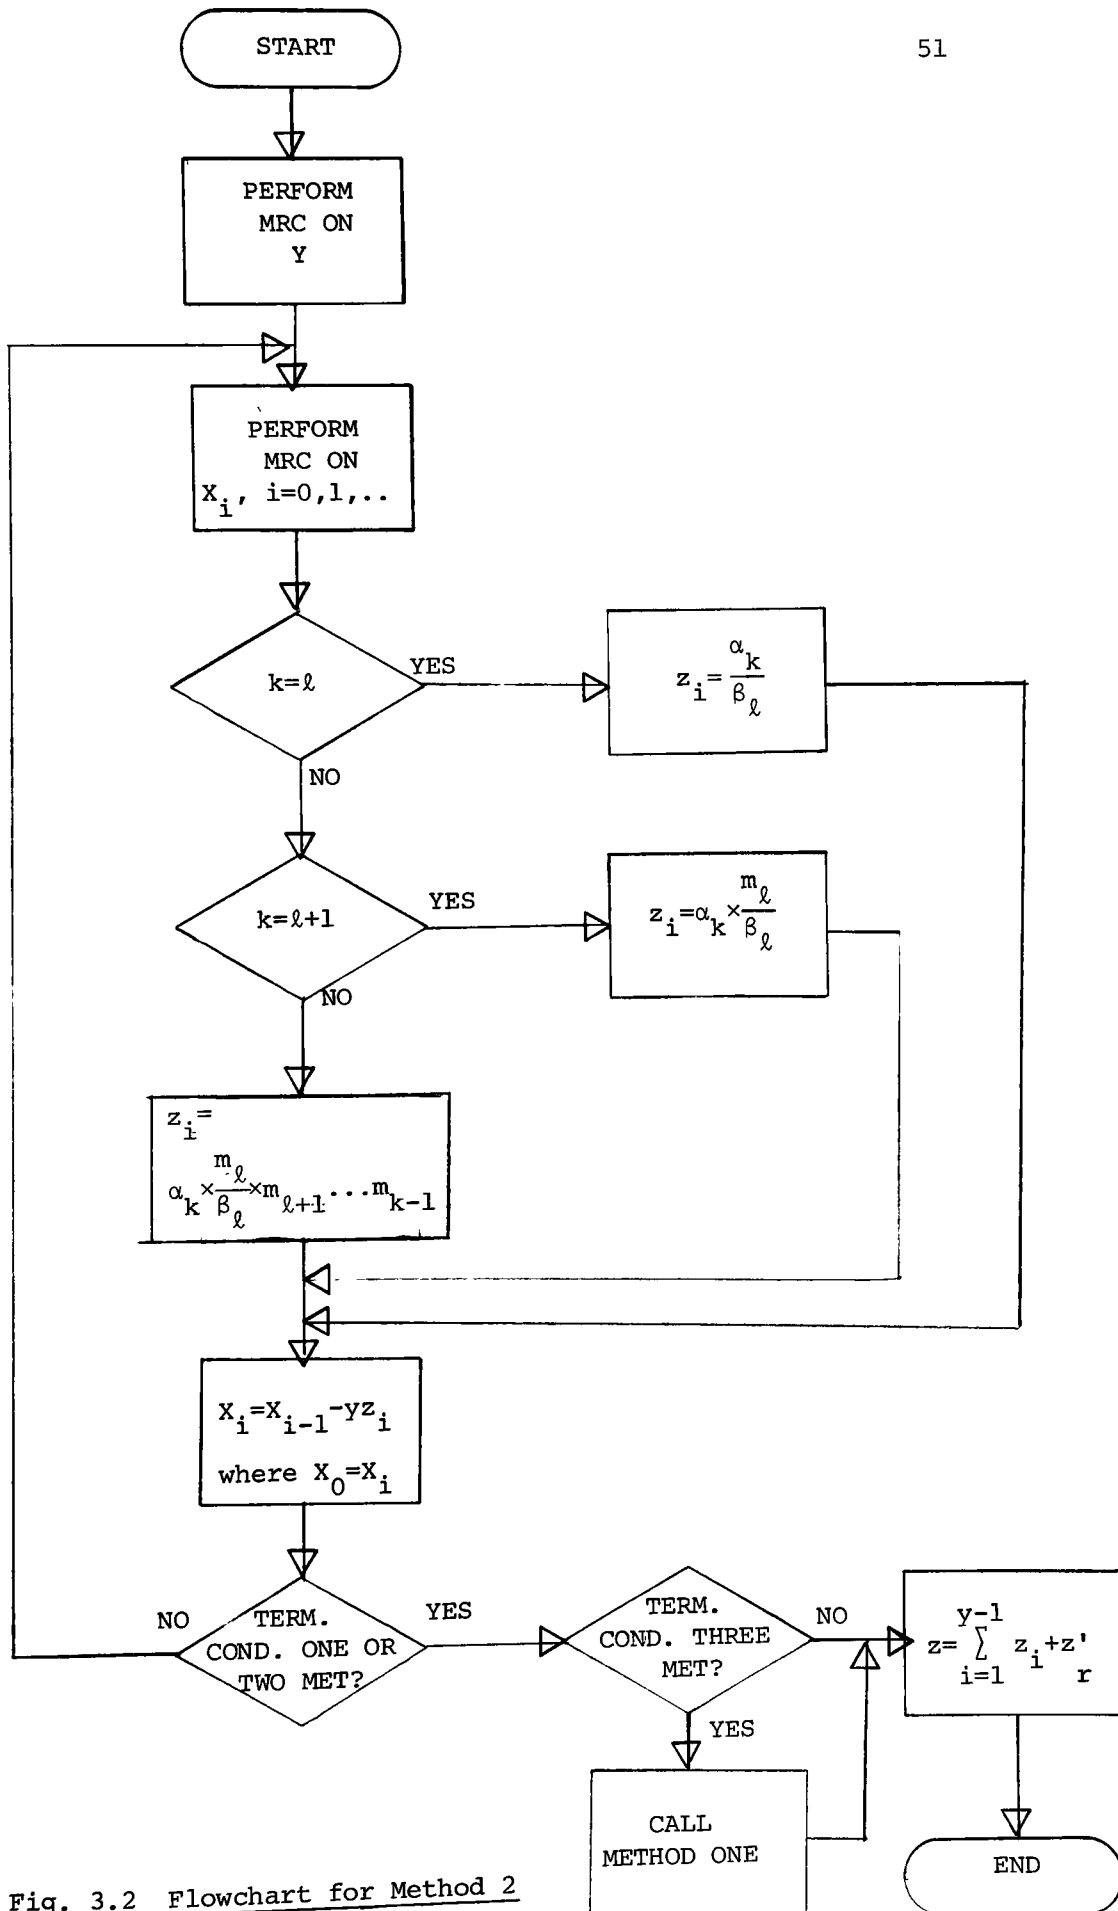 51
START
PERFORM
MRC ON
Y
PERFORM
MRC ON
X_i, i=0,1,..
k=ℓ
YES
z_i = α_k / β_ℓ
NO
k=ℓ+1
YES
z_i=α_k × m_ℓ / β_ℓ
NO
z_i=
α_k × m_ℓ / β_ℓ × m_ℓ+1 ... m_k-1
X_i=X_i-1-yz_i
where X_0=X_i
NO
TERM.
COND. ONE OR
TWO MET?
YES
TERM.
COND. THREE
MET?
NO
z= y-1 Σ i=1 z_i+z'_r
YES
CALL
METHOD ONE
END
Fig. 3.2 Flowchart for Method 2